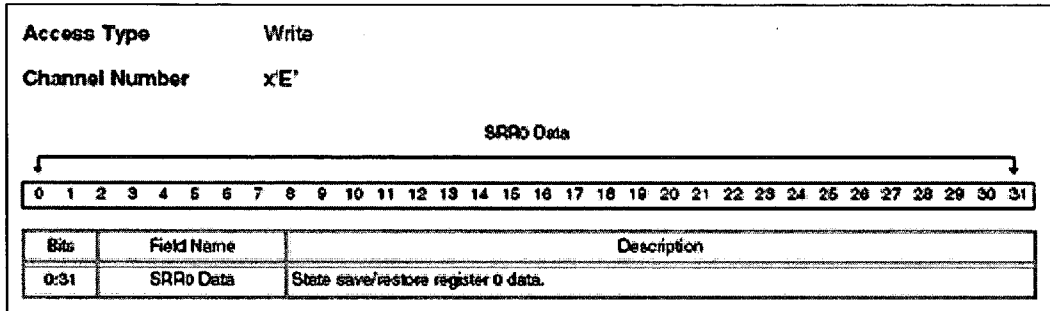 Access Type Write
Channel Number x'E'
SRR0 Data
0 1 2 3 4 5 6 7 8 9 10 11 12 13 14 15 16 17 18 19 20 21 22 23 24 25 26 27 28 29 30 31
Bits Field Name Description
0:31 SRR0 Data State save/restore register 0 data.